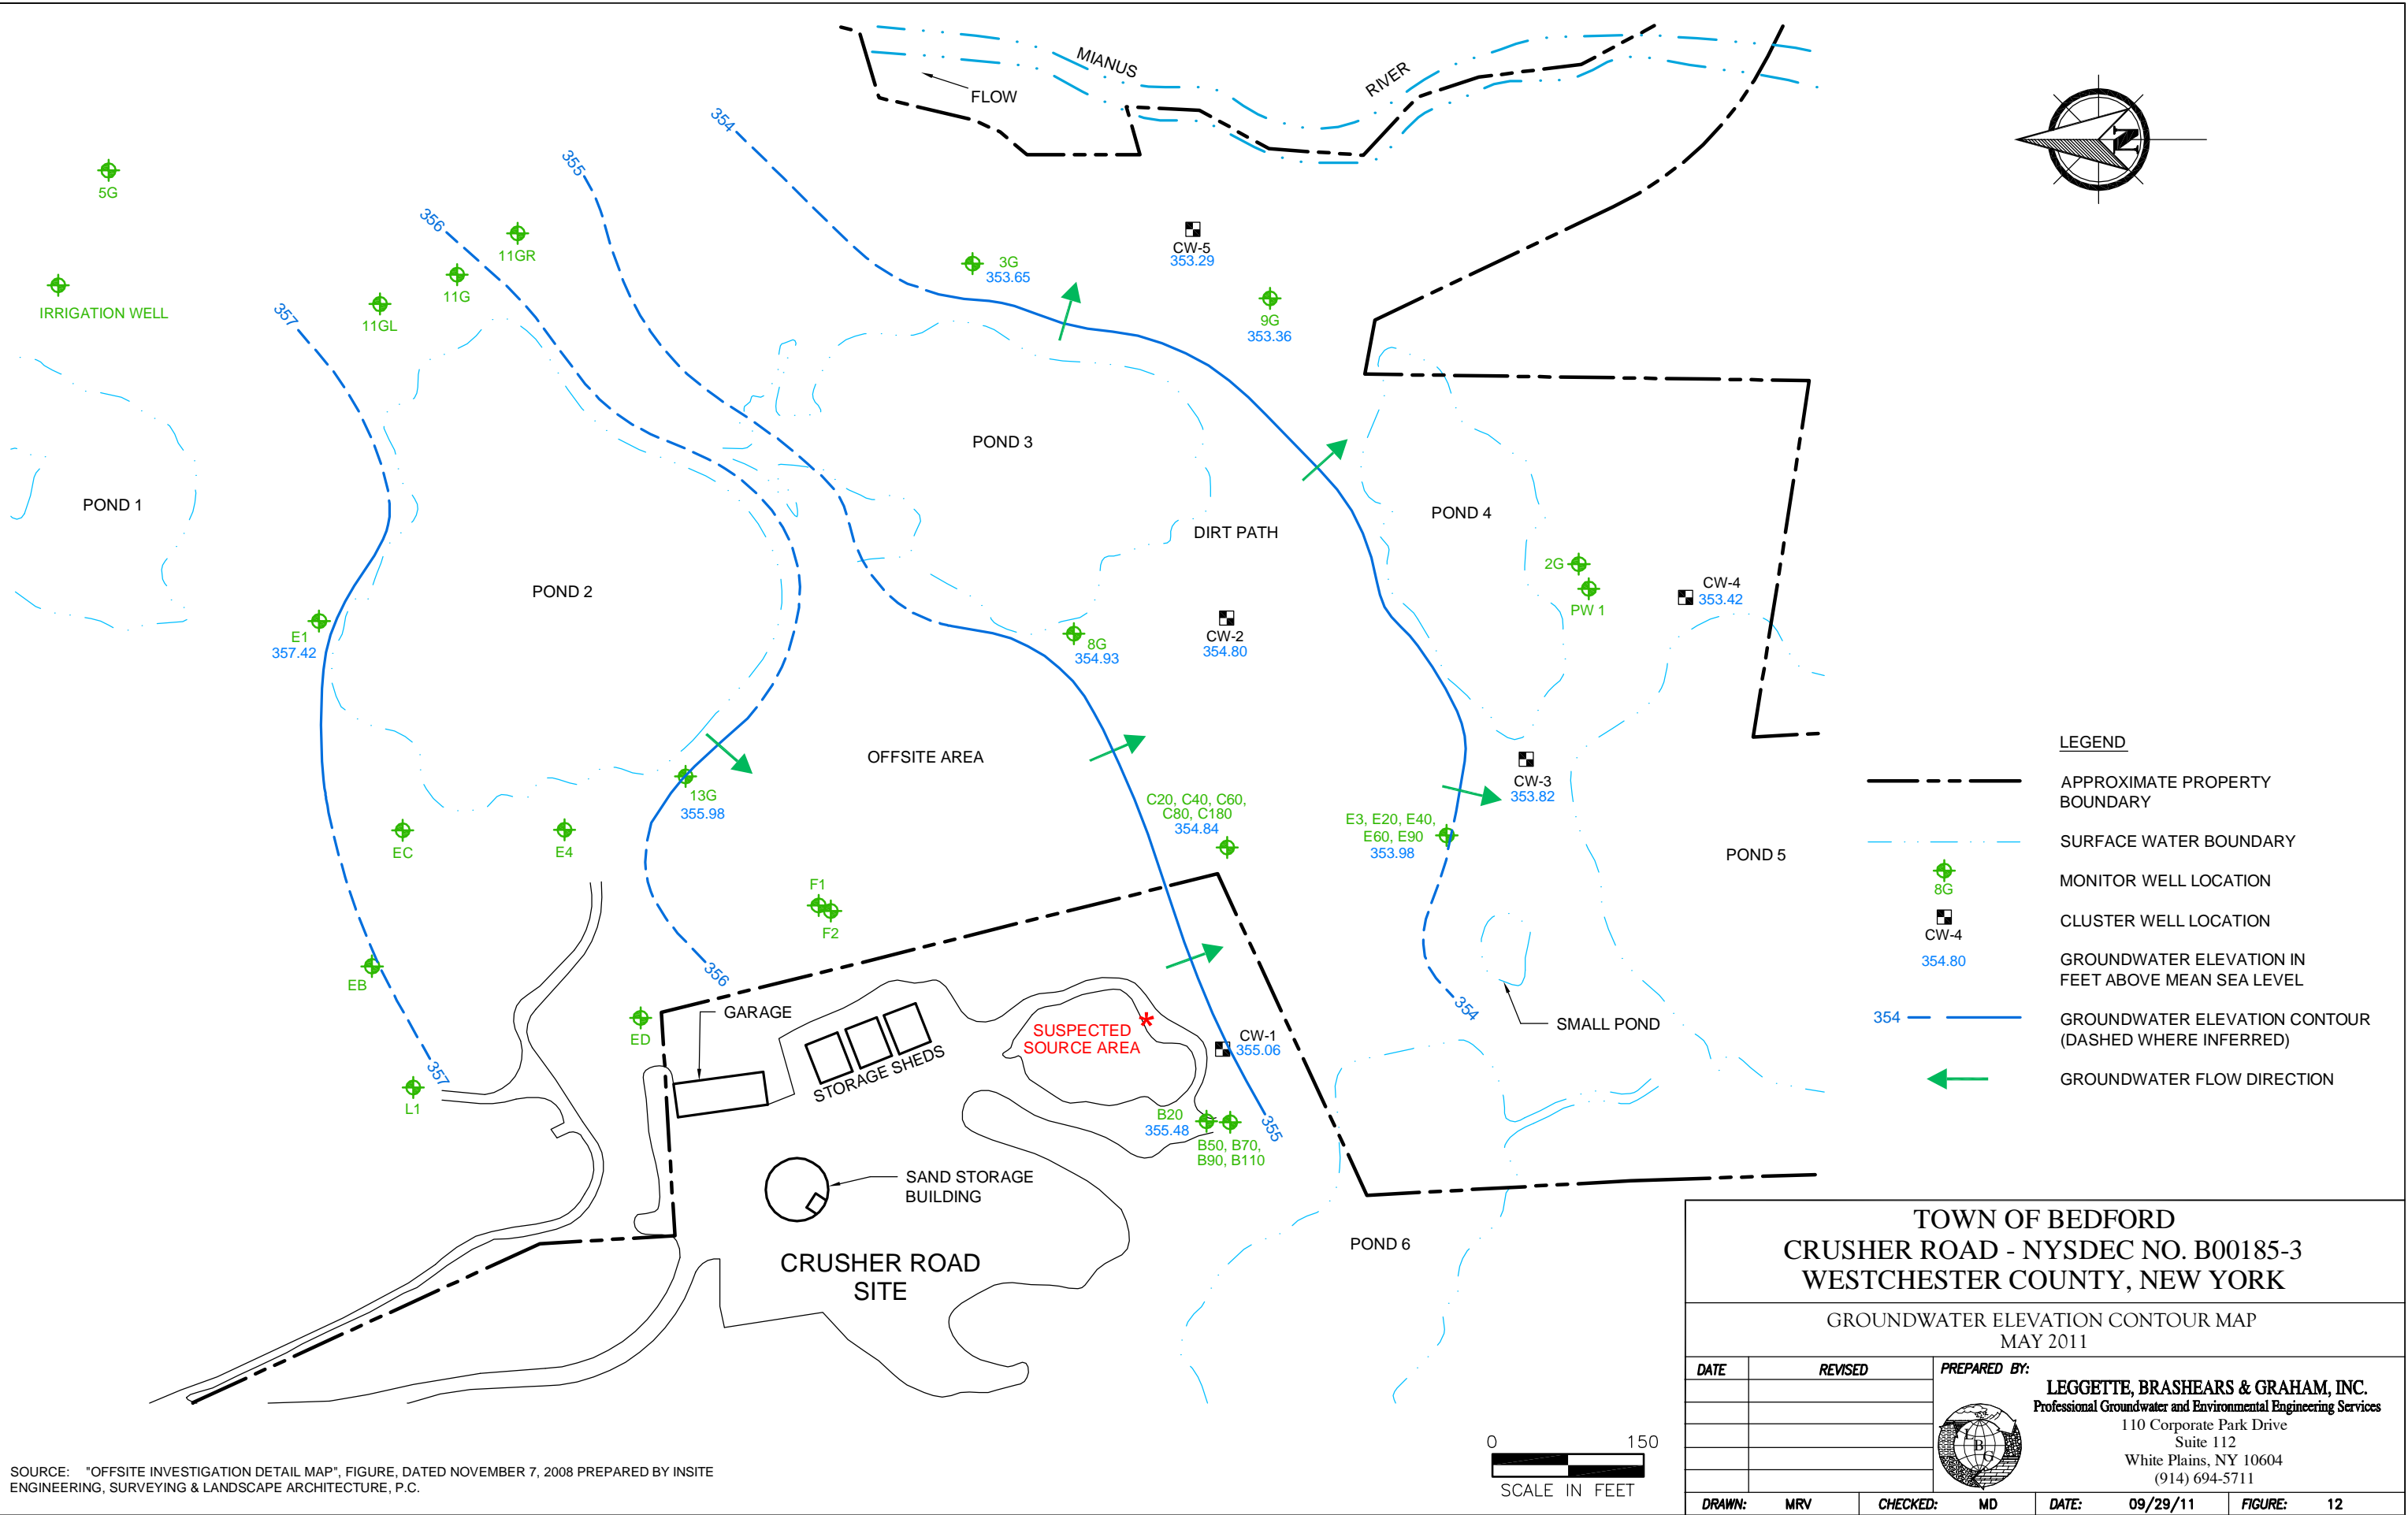 MIANUS
RIVER
FLOW
354
355
356
357
5G
IRRIGATION WELL
11GR
11G
11GL
3G
353.65
CW-5
353.29
9G
353.36
N
POND 1
POND 2
POND 3
DIRT PATH
POND 4
2G
PW 1
CW-4
353.42
E1
357.42
8G
354.93
CW-2
354.80
OFFSITE AREA
13G
355.98
EC
E4
C20, C40, C60,
C80, C180
354.84
E3, E20, E40,
E60, E90
353.98
CW-3
353.82
POND 5
F1
F2
EB
356
ED
L1
357
GARAGE
STORAGE SHEDS
SUSPECTED
SOURCE AREA
*
CW-1
355.06
354
SMALL POND
B20
355.48
B50, B70,
B90, B110
355
SAND STORAGE
BUILDING
CRUSHER ROAD
SITE
POND 6
LEGEND
APPROXIMATE PROPERTY
BOUNDARY
SURFACE WATER BOUNDARY
8G
MONITOR WELL LOCATION
CW-4
CLUSTER WELL LOCATION
354.80
GROUNDWATER ELEVATION IN
FEET ABOVE MEAN SEA LEVEL
354
GROUNDWATER ELEVATION CONTOUR
(DASHED WHERE INFERRED)
GROUNDWATER FLOW DIRECTION
SOURCE: "OFFSITE INVESTIGATION DETAIL MAP", FIGURE, DATED NOVEMBER 7, 2008 PREPARED BY INSITE
ENGINEERING, SURVEYING & LANDSCAPE ARCHITECTURE, P.C.
0 150
SCALE IN FEET
TOWN OF BEDFORD
CRUSHER ROAD - NYSDEC NO. B00185-3
WESTCHESTER COUNTY, NEW YORK
GROUNDWATER ELEVATION CONTOUR MAP
MAY 2011
DATE REVISED PREPARED BY:
LBG
LEGGETTE, BRASHEARS & GRAHAM, INC.
Professional Groundwater and Environmental Engineering Services
110 Corporate Park Drive
Suite 112
White Plains, NY 10604
(914) 694-5711
DRAWN: MRV CHECKED: MD DATE: 09/29/11 FIGURE: 12